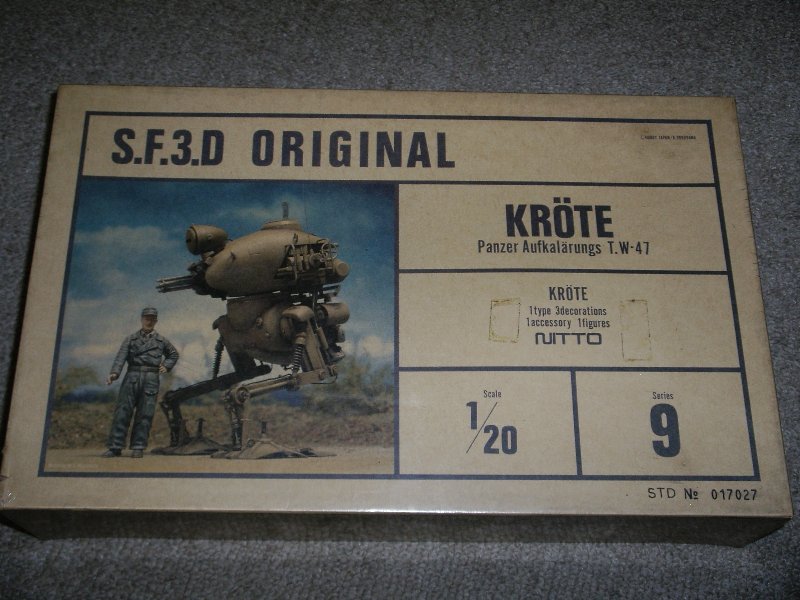 S.F.3.D ORIGINAL
KRÖTE
Panzer Aufkalärungs T.W-47
KRÖTE
1type 3decorations
1accessory 1figures
NITTO
Scale
1/20
Series
9
STD № 017027